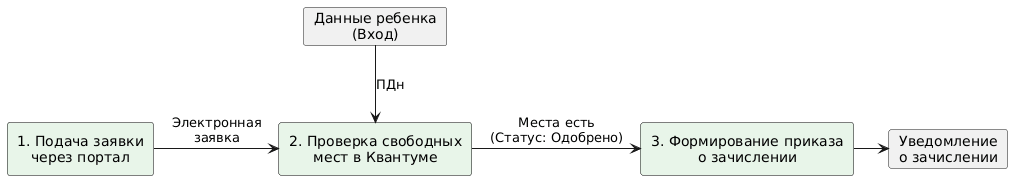 Данные ребенка
(Вход)
ПДн
1. Подача заявки
через портал
Электронная
заявка
2. Проверка свободных
мест в Квантуме
Места есть
(Статус: Одобрено)
3. Формирование приказа
о зачислении
Уведомление
о зачислении